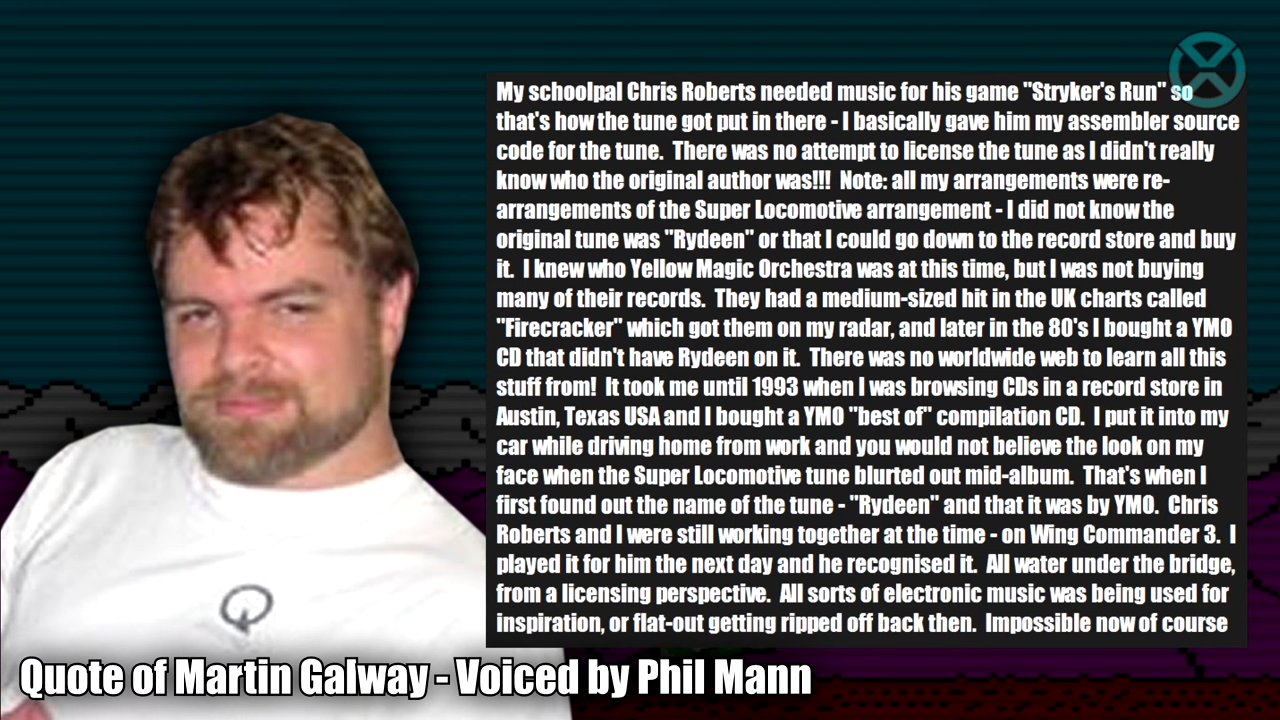 My schoolpal Chris Roberts needed music for his game "Stryker's Run" so
that's how the tune got put in there - I basically gave him my assembler source
code for the tune.  There was no attempt to license the tune as I didn't really
know who the original author was!!!  Note: all my arrangements were re-
arrangements of the Super Locomotive arrangement - I did not know the
original tune was "Rydeen" or that I could go down to the record store and buy
it.  I knew who Yellow Magic Orchestra was at this time, but I was not buying
many of their records.  They had a medium-sized hit in the UK charts called
"Firecracker" which got them on my radar, and later in the 80's I bought a YMO
CD that didn't have Rydeen on it.  There was no worldwide web to learn all this
stuff from!  It took me until 1993 when I was browsing CDs in a record store in
Austin, Texas USA and I bought a YMO "best of" compilation CD.  I put it into my
car while driving home from work and you would not believe the look on my
face when the Super Locomotive tune blurted out mid-album.  That's when I
first found out the name of the tune - "Rydeen" and that it was by YMO.  Chris
Roberts and I were still working together at the time - on Wing Commander 3.  I
played it for him the next day and he recognised it.  All water under the bridge,
from a licensing perspective.  All sorts of electronic music was being used for
inspiration, or flat-out getting ripped off back then.  Impossible now of course
Quote of Martin Galway - Voiced by Phil Mann